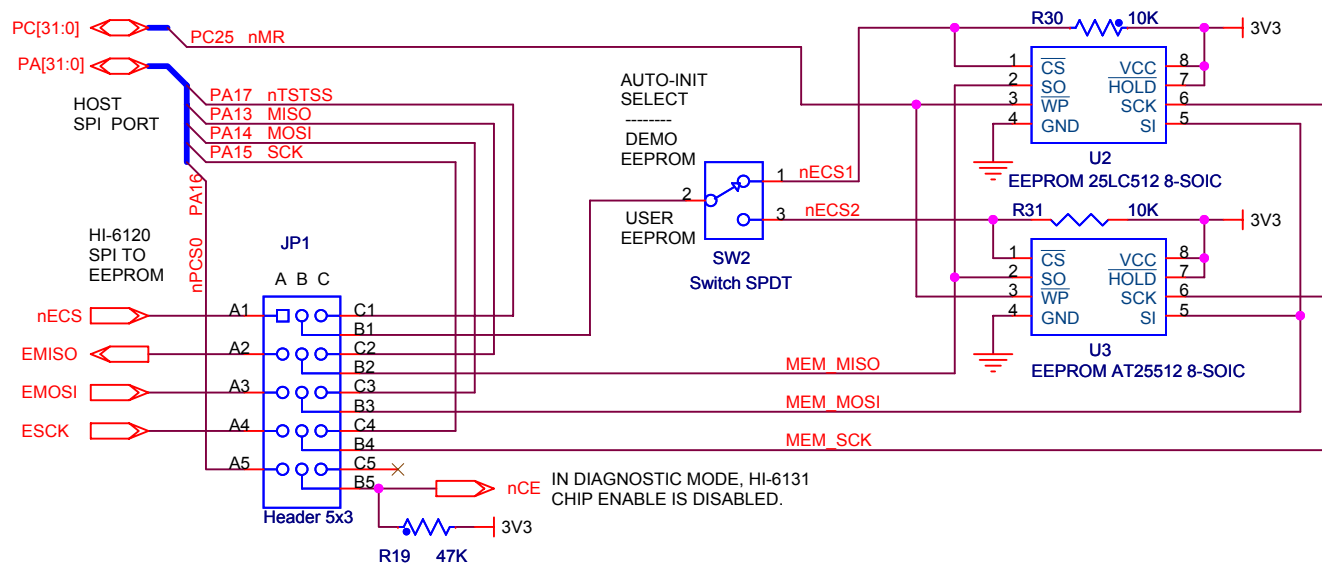 PC[31:0]
PC25 nMR
PA[31:0]
HOST
SPI PORT
PA17 nTSTSS
PA13 MISO
PA14 MOSI
PA15 SCK
PA16
nPCS0
HI-6120
SPI TO
EEPROM
JP1
A B C
nECS
A1
C1
B1
EMISO
A2
C2
B2
EMOSI
A3
C3
B3
ESCK
A4
C4
B4
A5
C5
B5
Header 5x3
nCE
IN DIAGNOSTIC MODE, HI-6131
CHIP ENABLE IS DISABLED.
R19 47K
3V3
AUTO-INIT
SELECT
--------
DEMO
EEPROM
USER
EEPROM
2
1
nECS1
3
nECS2
SW2
Switch SPDT
MEM_MISO
MEM_MOSI
MEM_SCK
R30 10K
3V3
1 CS VCC 8
2 SO HOLD 7
3 WP SCK 6
4 GND SI 5
U2
EEPROM 25LC512 8-SOIC
R31 10K
3V3
1 CS VCC 8
2 SO HOLD 7
3 WP SCK 6
4 GND SI 5
U3
EEPROM AT25512 8-SOIC